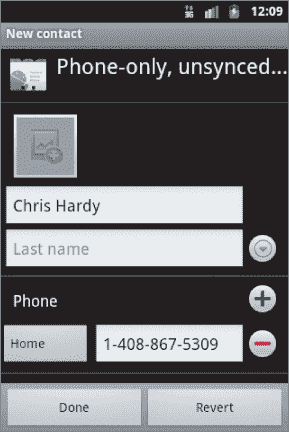 12:09
New contact
Phone-only, unsynced...
Chris Hardy
Last name
Phone
Home 1-408-867-5309
Done Revert